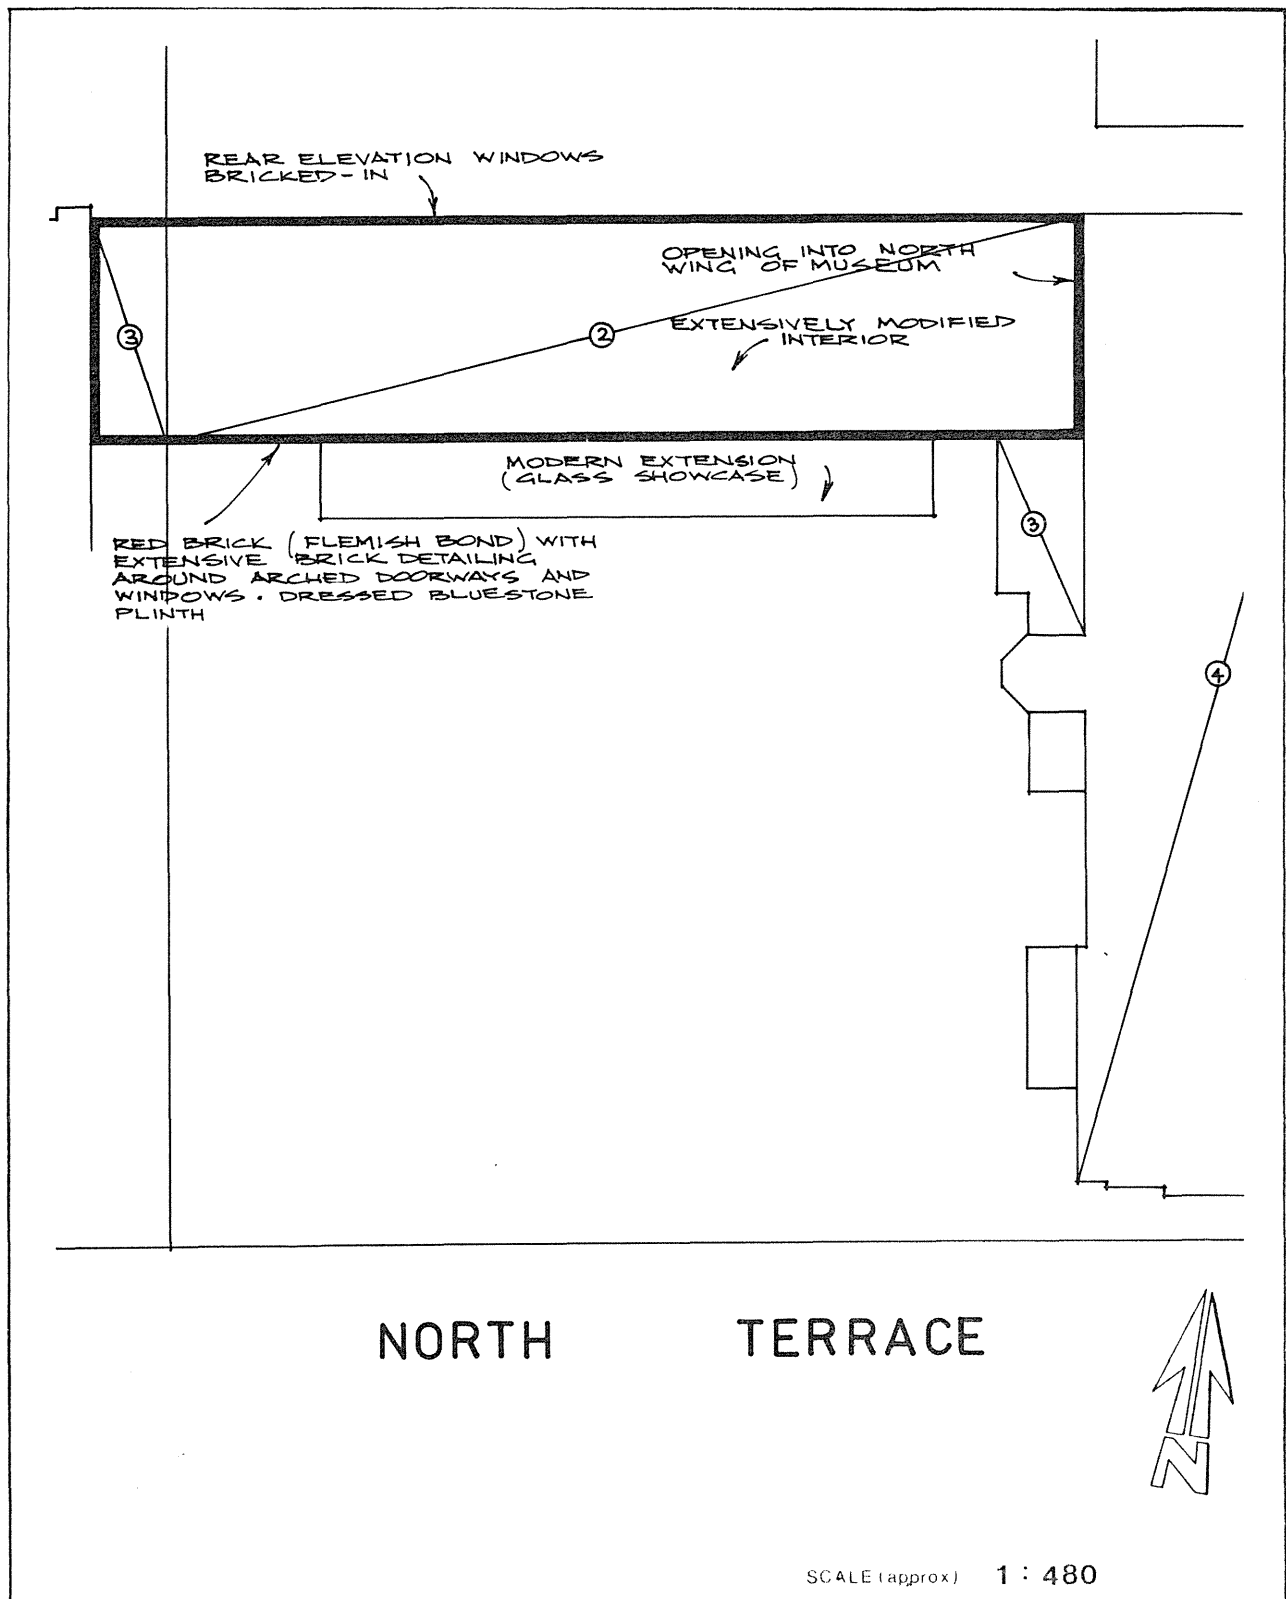 REAR ELEVATION WINDOWS
BRICKED-IN
OPENING INTO NORTH
WING OF MUSEUM
3
2
EXTENSIVELY MODIFIED
INTERIOR
MODERN EXTENSION
(GLASS SHOWCASE)
3
RED BRICK (FLEMISH BOND) WITH
EXTENSIVE BRICK DETAILING
AROUND ARCHED DOORWAYS AND
WINDOWS. DRESSED BLUESTONE
PLINTH
4
NORTH TERRACE
N
SCALE (approx) 1 : 480